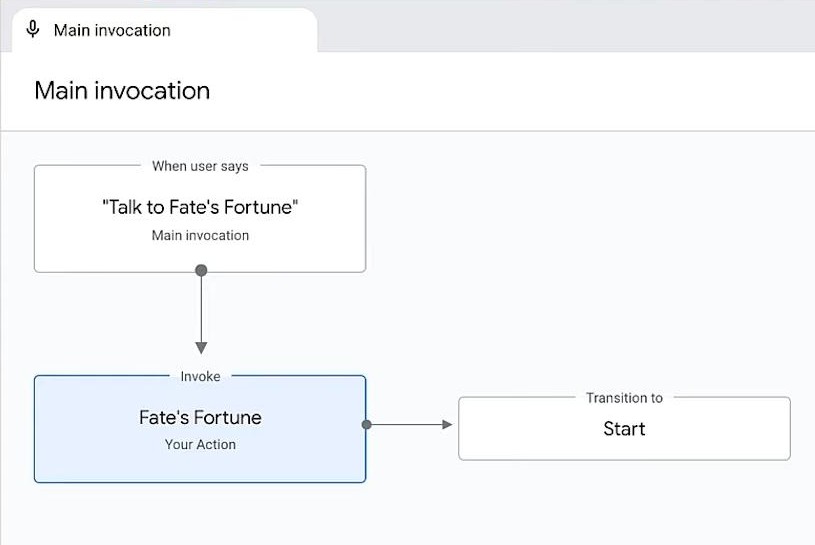 Main invocation
Main invocation
When user says
"Talk to Fate's Fortune"
Main invocation
Invoke
Fate's Fortune
Your Action
Transition to
Start